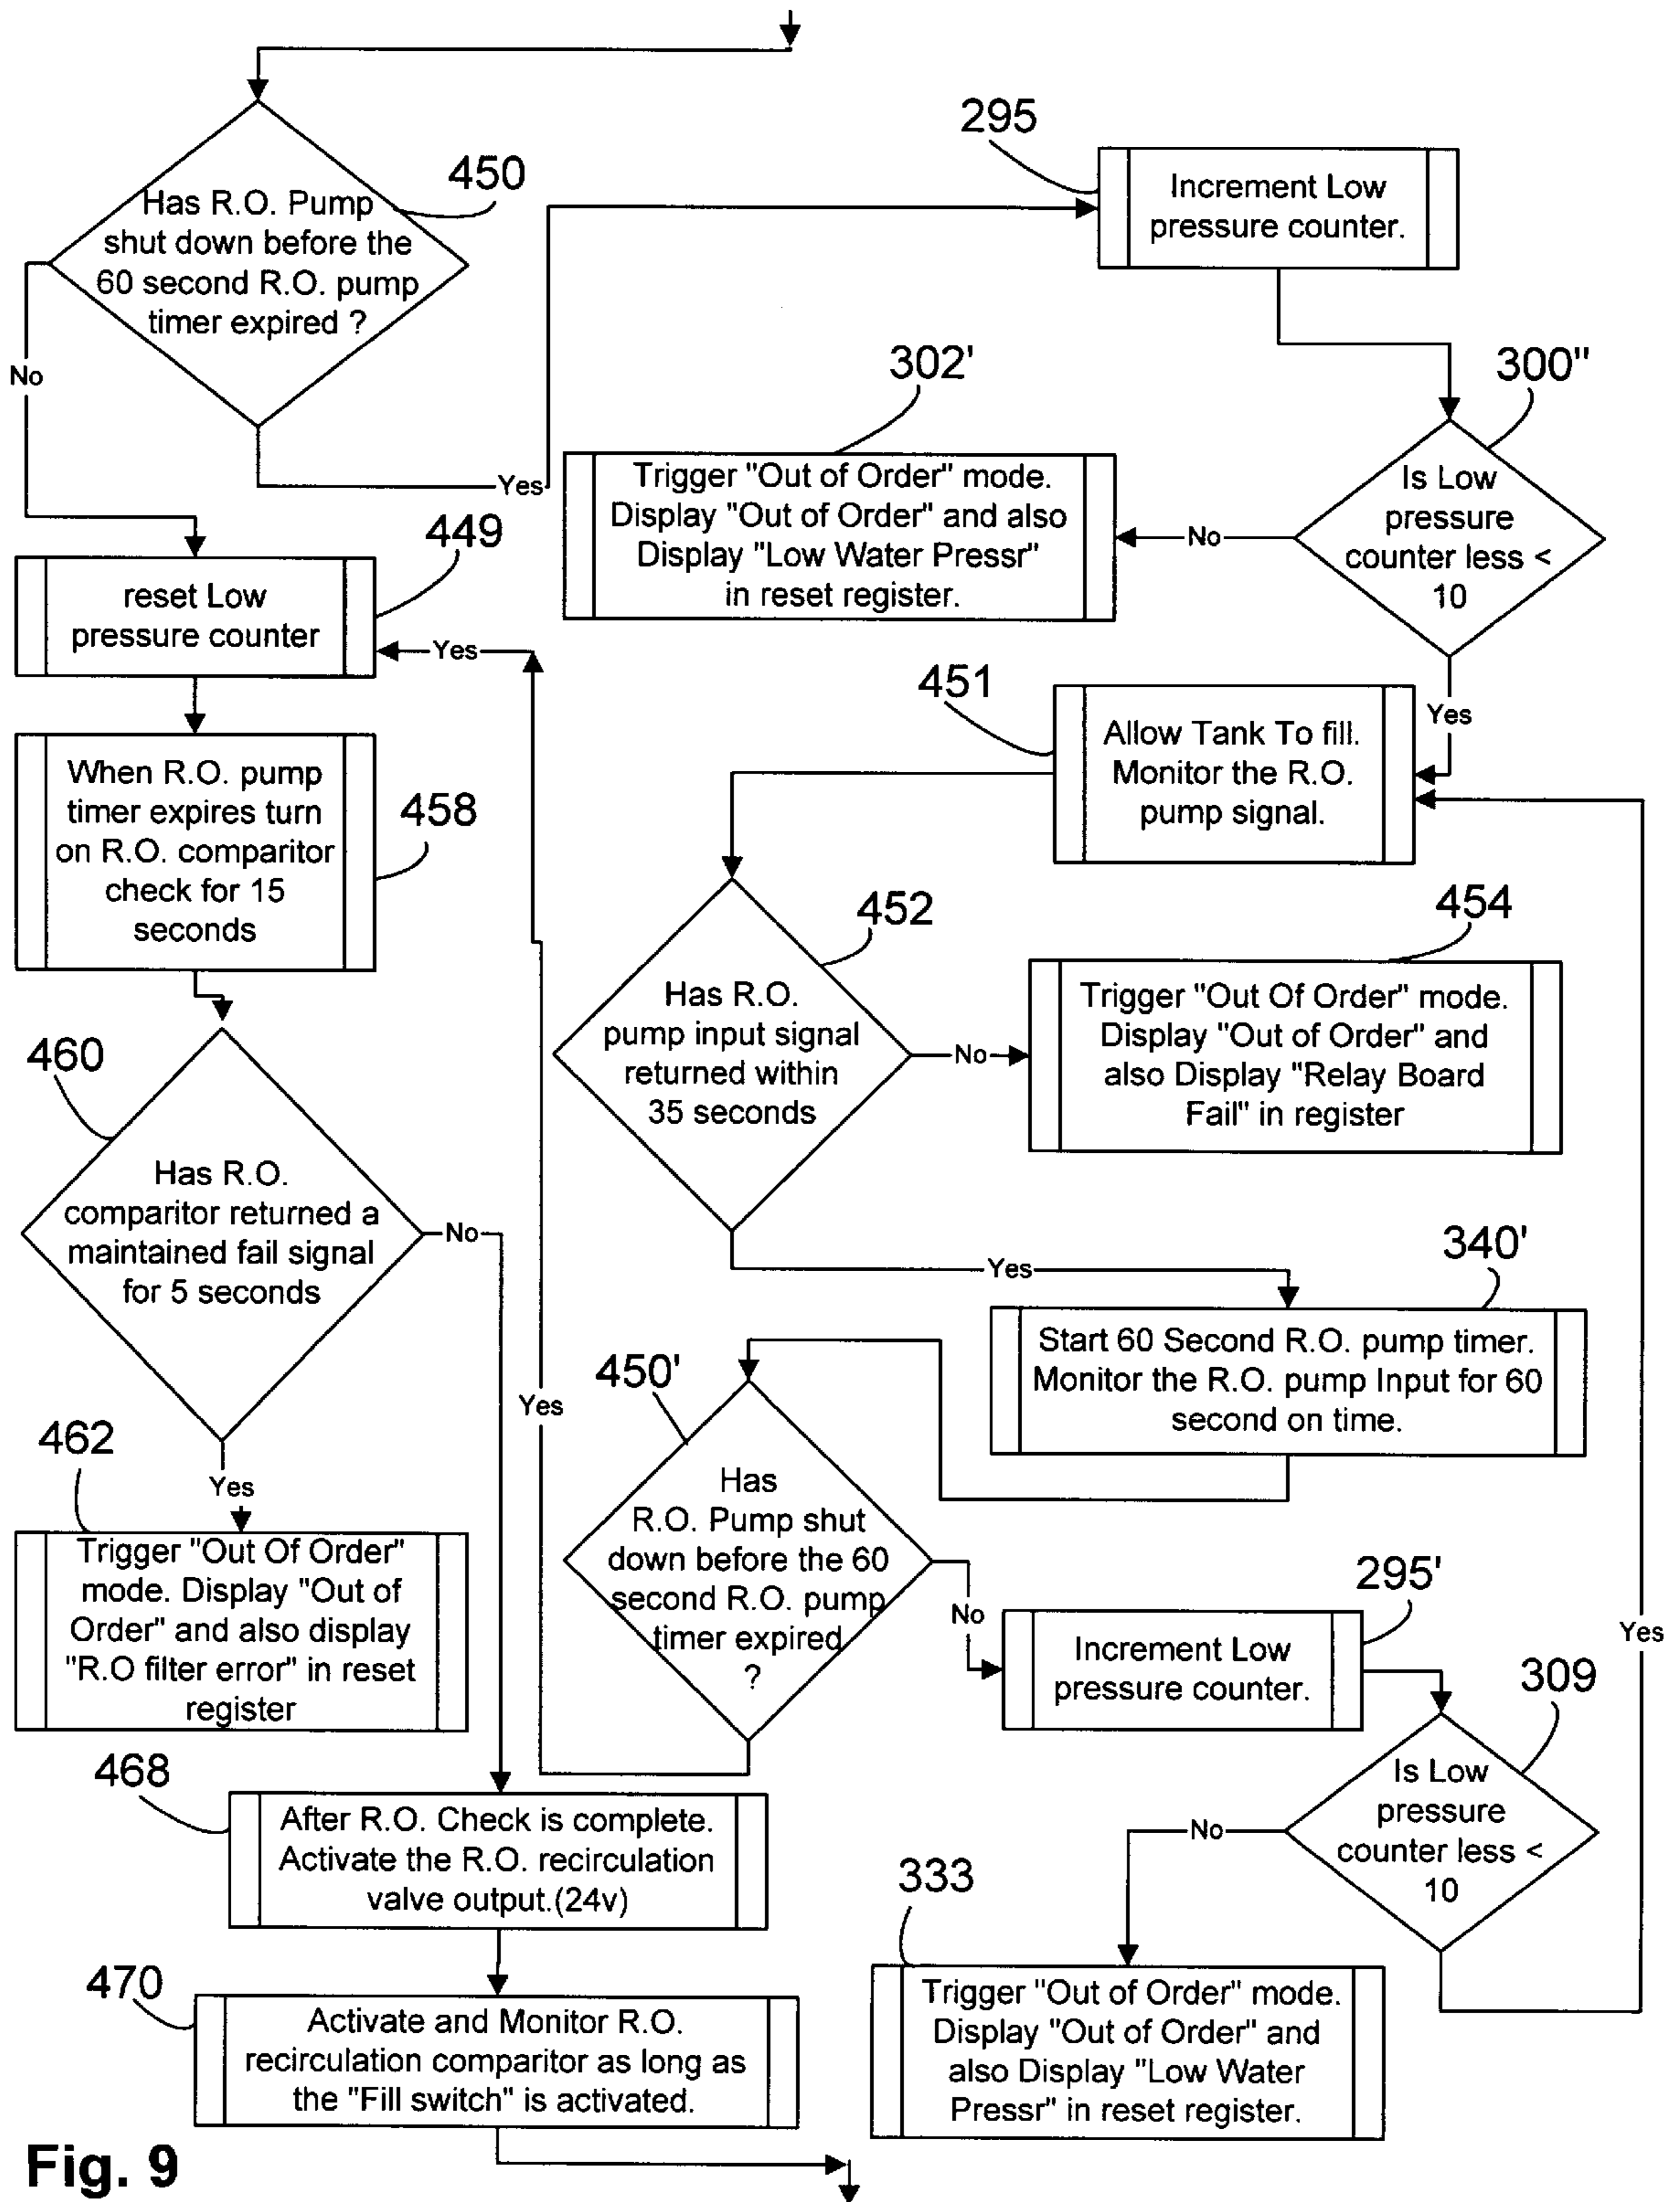 295
Increment Low
pressure counter.
450
Has R.O. Pump
shut down before the
60 second R.O. pump
timer expired ?
No
Yes
302'
Trigger "Out of Order" mode.
Display "Out of Order" and also
Display "Low Water Pressr"
in reset register.
300"
Is Low
pressure
counter less <
10
No
Yes
449
reset Low
pressure counter
Yes
451
Allow Tank To fill.
Monitor the R.O.
pump signal.
458
When R.O. pump
timer expires turn
on R.O. comparitor
check for 15
seconds
452
Has R.O.
pump input signal
returned within
35 seconds
No
454
Trigger "Out Of Order" mode.
Display "Out of Order" and
also Display "Relay Board
Fail" in register
460
Has R.O.
comparitor returned a
maintained fail signal
for 5 seconds
No
Yes
Yes
340'
Start 60 Second R.O. pump timer.
Monitor the R.O. pump Input for 60
second on time.
450'
Has
R.O. Pump shut
down before the 60
second R.O. pump
timer expired
?
Yes
No
462
Trigger "Out Of Order"
mode. Display "Out of
Order" and also display
"R.O filter error" in reset
register
295'
Increment Low
pressure counter.
309
Is Low
pressure
counter less <
10
Yes
No
468
After R.O. Check is complete.
Activate the R.O. recirculation
valve output.(24v)
333
Trigger "Out of Order" mode.
Display "Out of Order" and
also Display "Low Water
Pressr" in reset register.
470
Activate and Monitor R.O.
recirculation comparitor as long as
the "Fill switch" is activated.
Fig. 9